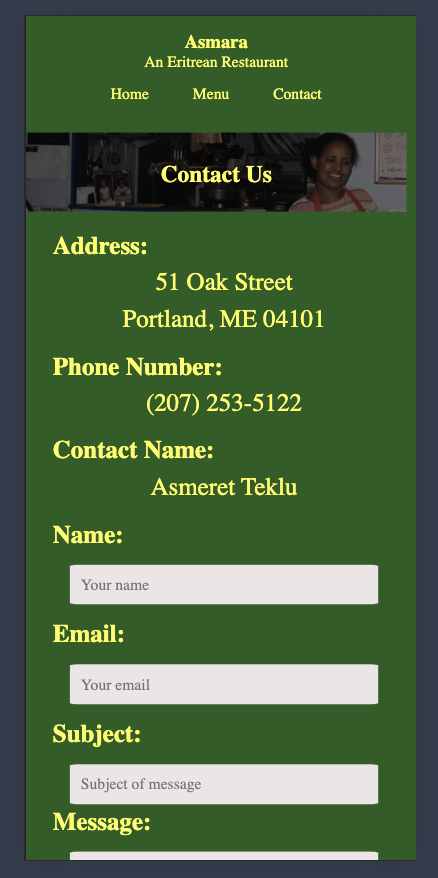 Asmara
An Eritrean Restaurant
Home Menu Contact
Contact Us
Address:
51 Oak Street
Portland, ME 04101
Phone Number:
(207) 253-5122
Contact Name:
Asmeret Teklu
Name:
Your name
Email:
Your email
Subject:
Subject of message
Message: